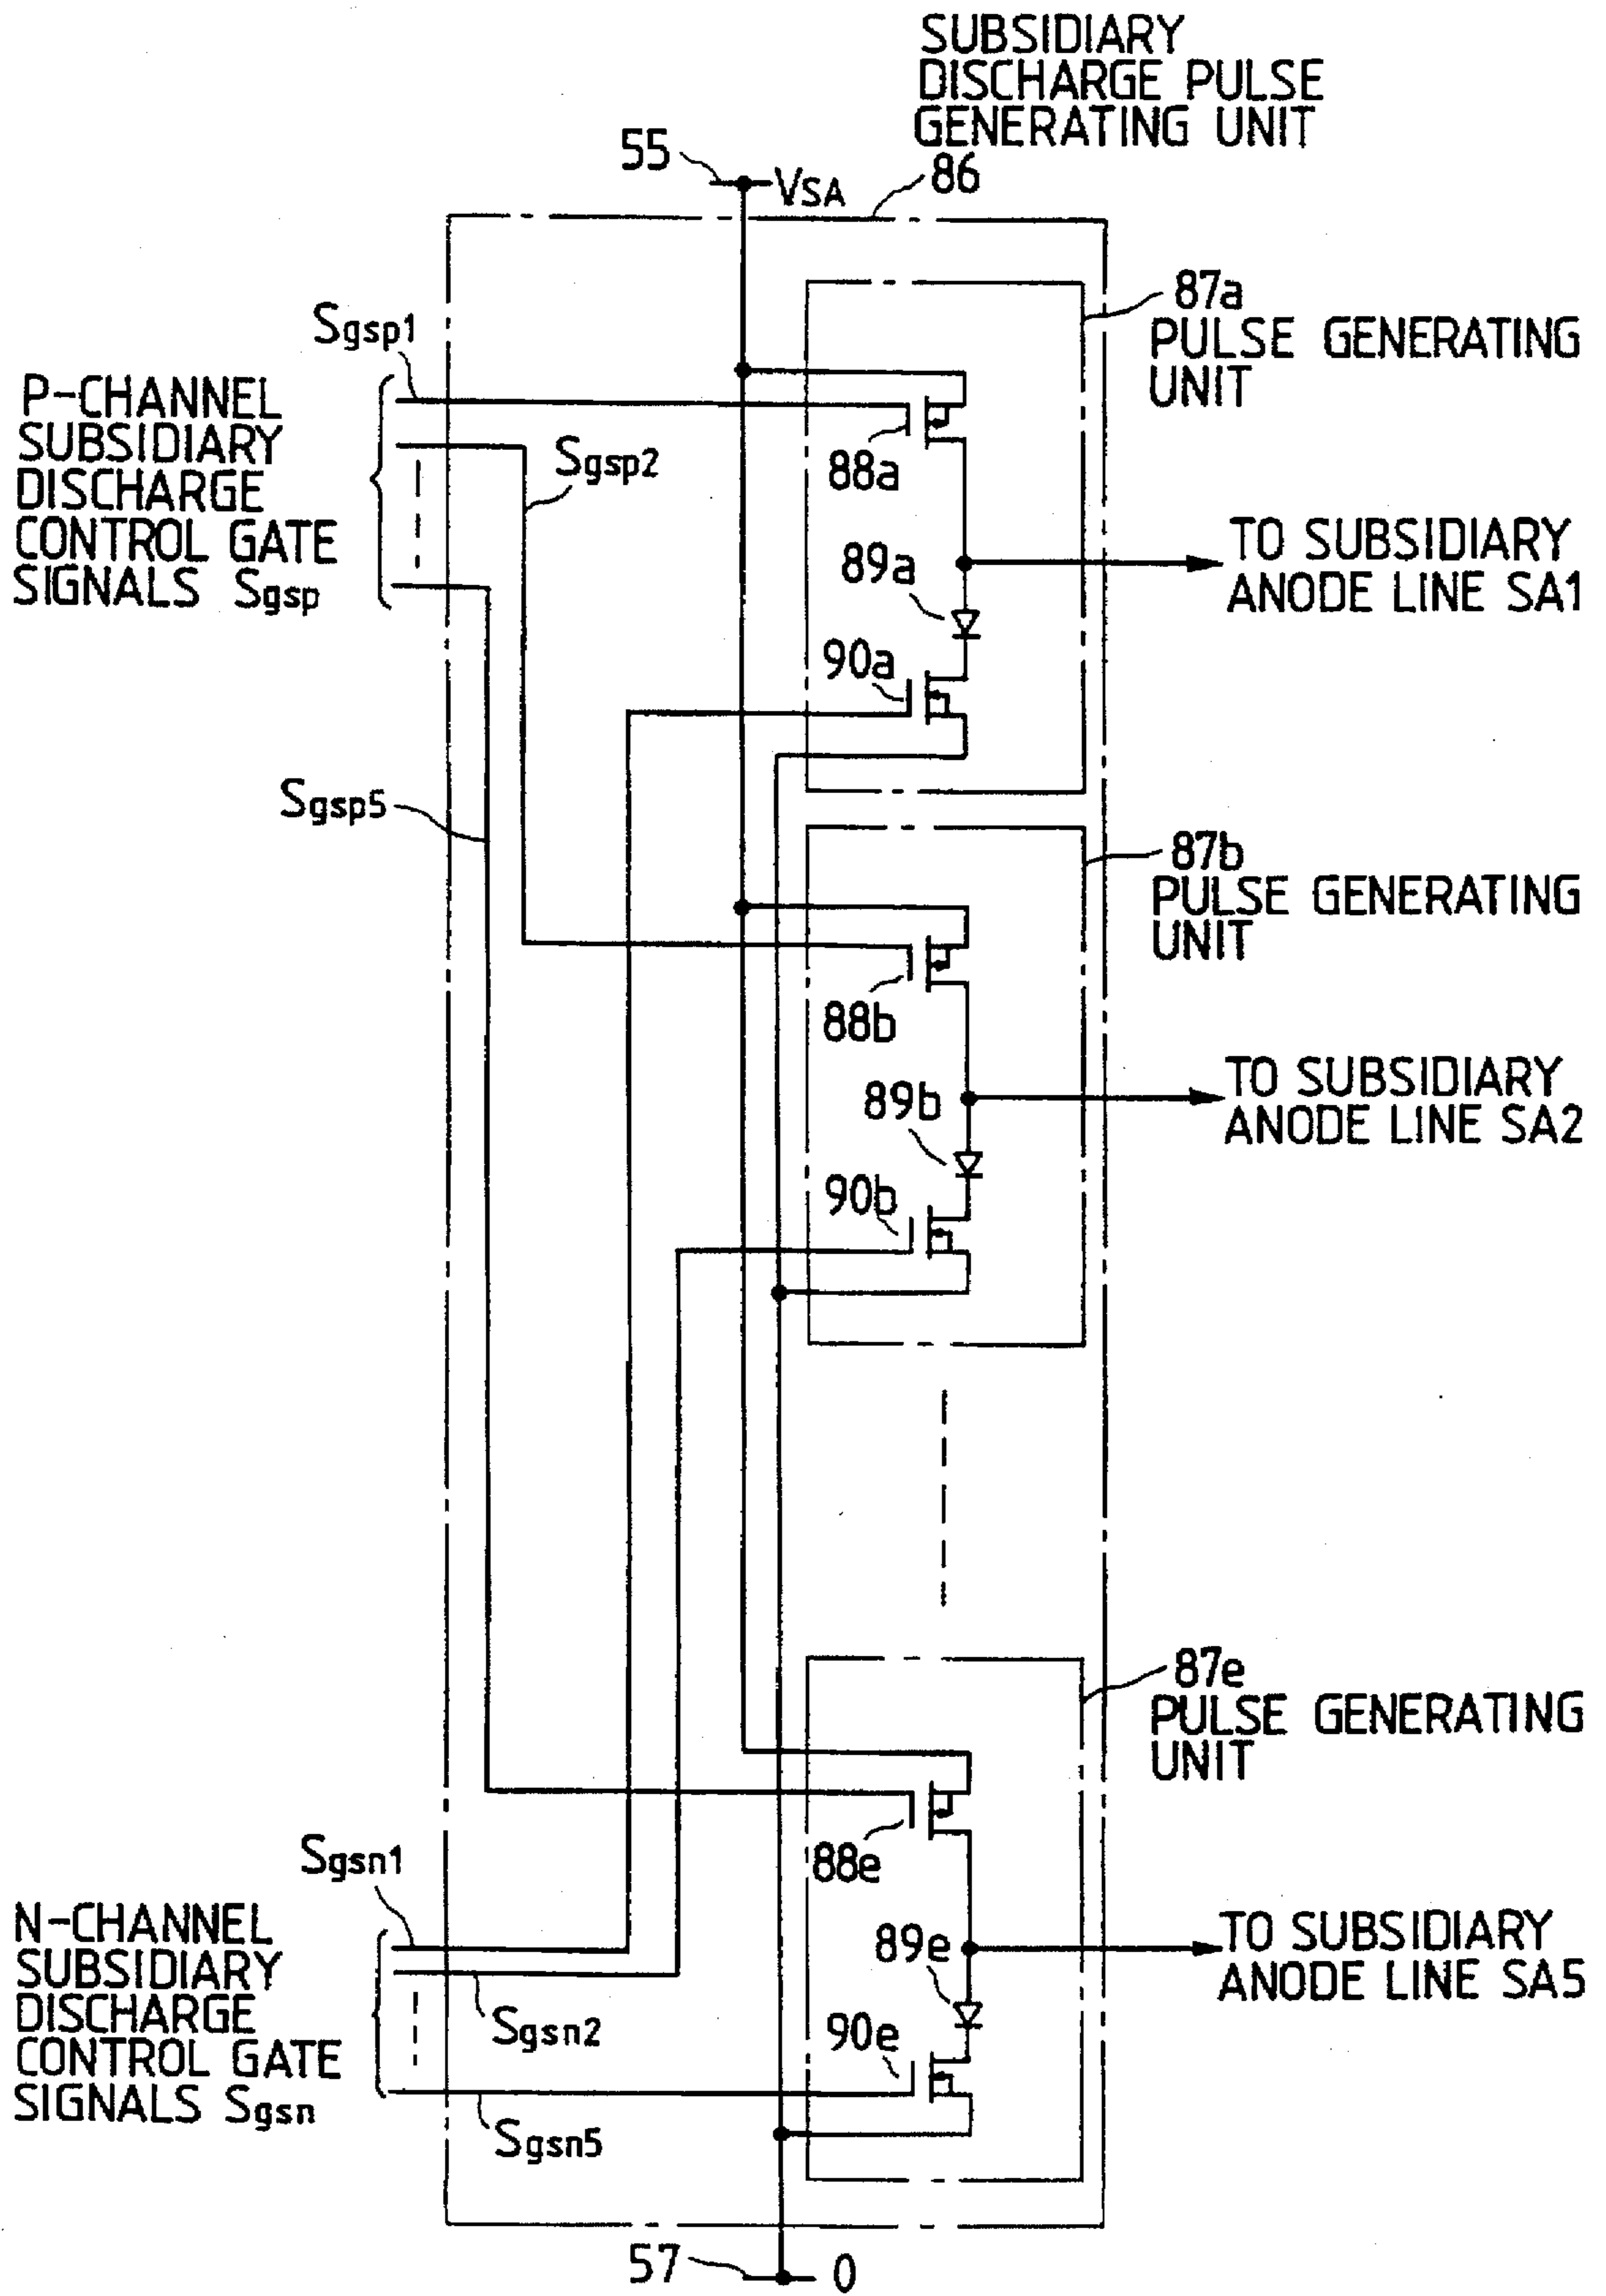 SUBSIDIARY
DISCHARGE PULSE
GENERATING UNIT
55
VSA
86
87a
PULSE GENERATING
UNIT
Sgsp1
P-CHANNEL
SUBSIDIARY
DISCHARGE
CONTROL GATE
SIGNALS Sgsp
Sgsp2
88a
89a
TO SUBSIDIARY
ANODE LINE SA1
90a
Sgsp5
87b
PULSE GENERATING
UNIT
88b
89b
TO SUBSIDIARY
ANODE LINE SA2
90b
87e
PULSE GENERATING
UNIT
88e
Sgsn1
N-CHANNEL
SUBSIDIARY
DISCHARGE
CONTROL GATE
SIGNALS Sgsn
Sgsn2
89e
TO SUBSIDIARY
ANODE LINE SA5
90e
Sgsn5
57
0